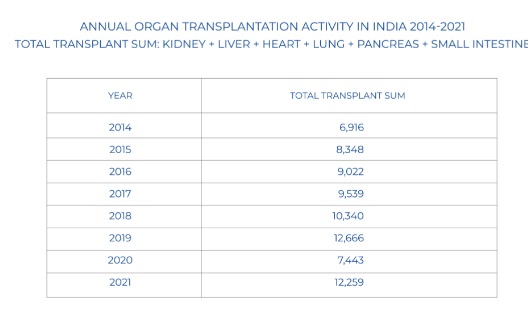 ANNUAL ORGAN TRANSPLANTATION ACTIVITY IN INDIA 2014-2021
TOTAL TRANSPLANT SUM: KIDNEY + LIVER + HEART + LUNG + PANCREAS + SMALL INTESTINE
YEAR TOTAL TRANSPLANT SUM
2014 6,916
2015 8,348
2016 9,022
2017 9,539
2018 10,340
2019 12,666
2020 7,443
2021 12,259